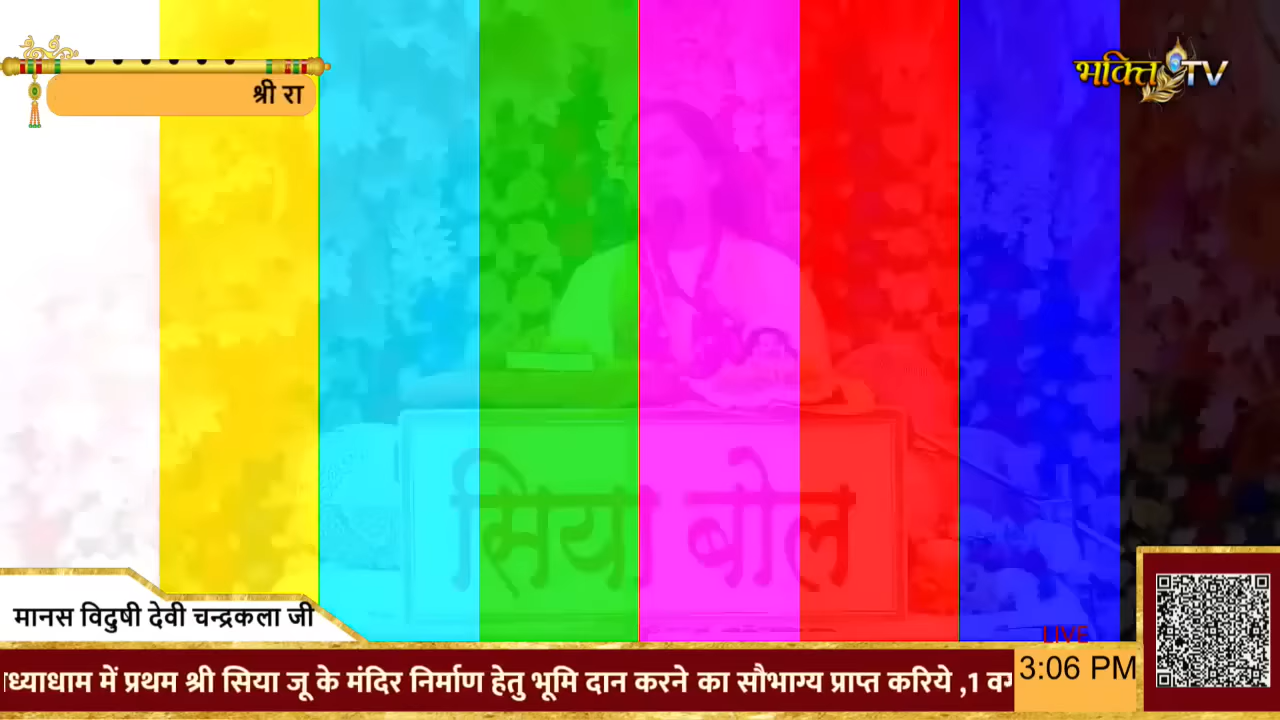 श्री रा
भक्ति TV
सिया बोल
मानस विदुषी देवी चन्द्रकला जी
LIVE
3:06 PM
ध्याधाम में प्रथम श्री सिया जू के मंदिर निर्माण हेतु भूमि दान करने का सौभाग्य प्राप्त करिये ,1